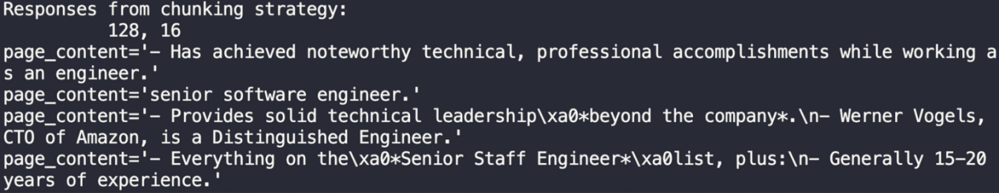 Responses from chunking strategy:
128, 16
page_content='- Has achieved noteworthy technical, professional accomplishments while working a
s an engineer.'
page_content='senior software engineer.'
page_content='- Provides solid technical leadership\xa0*beyond the company*.\n- Werner Vogels,
CTO of Amazon, is a Distinguished Engineer.'
page_content='- Everything on the\xa0*Senior Staff Engineer*\xa0list, plus:\n- Generally 15-20
years of experience.'